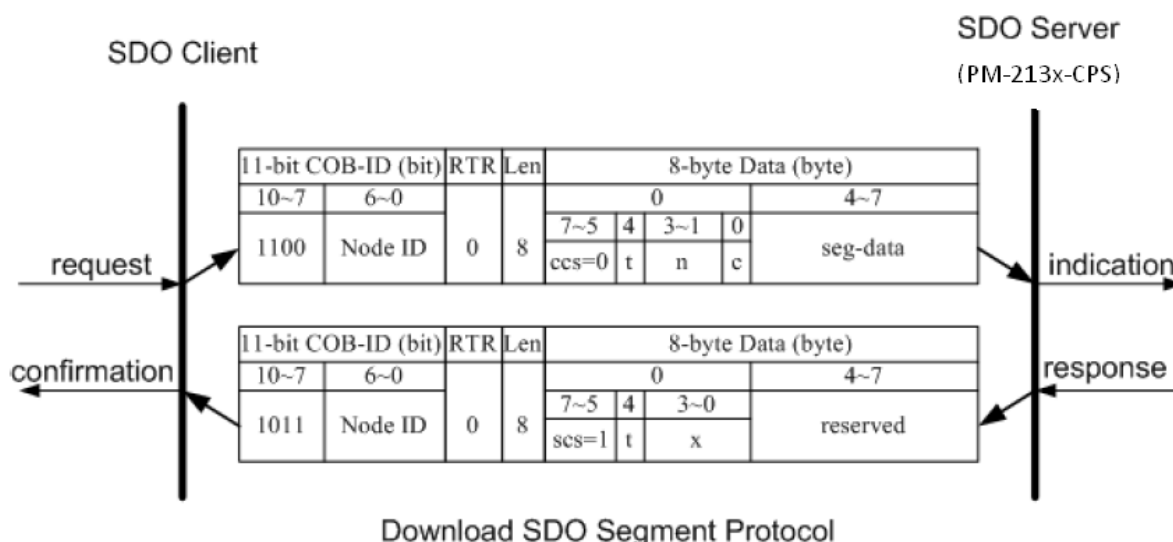 SDO Client
SDO Server
(PM-213x-CPS)
11-bit COB-ID (bit) RTR Len 8-byte Data (byte)
10~7 6~0 0 4~7
7~5 4 3~1 0
1100 Node ID 0 8 seg-data
ccs=0 t n c
request
indication
11-bit COB-ID (bit) RTR Len 8-byte Data (byte)
10~7 6~0 0 4~7
7~5 4 3~0
1011 Node ID 0 8 reserved
scs=1 t x
confirmation
response
Download SDO Segment Protocol